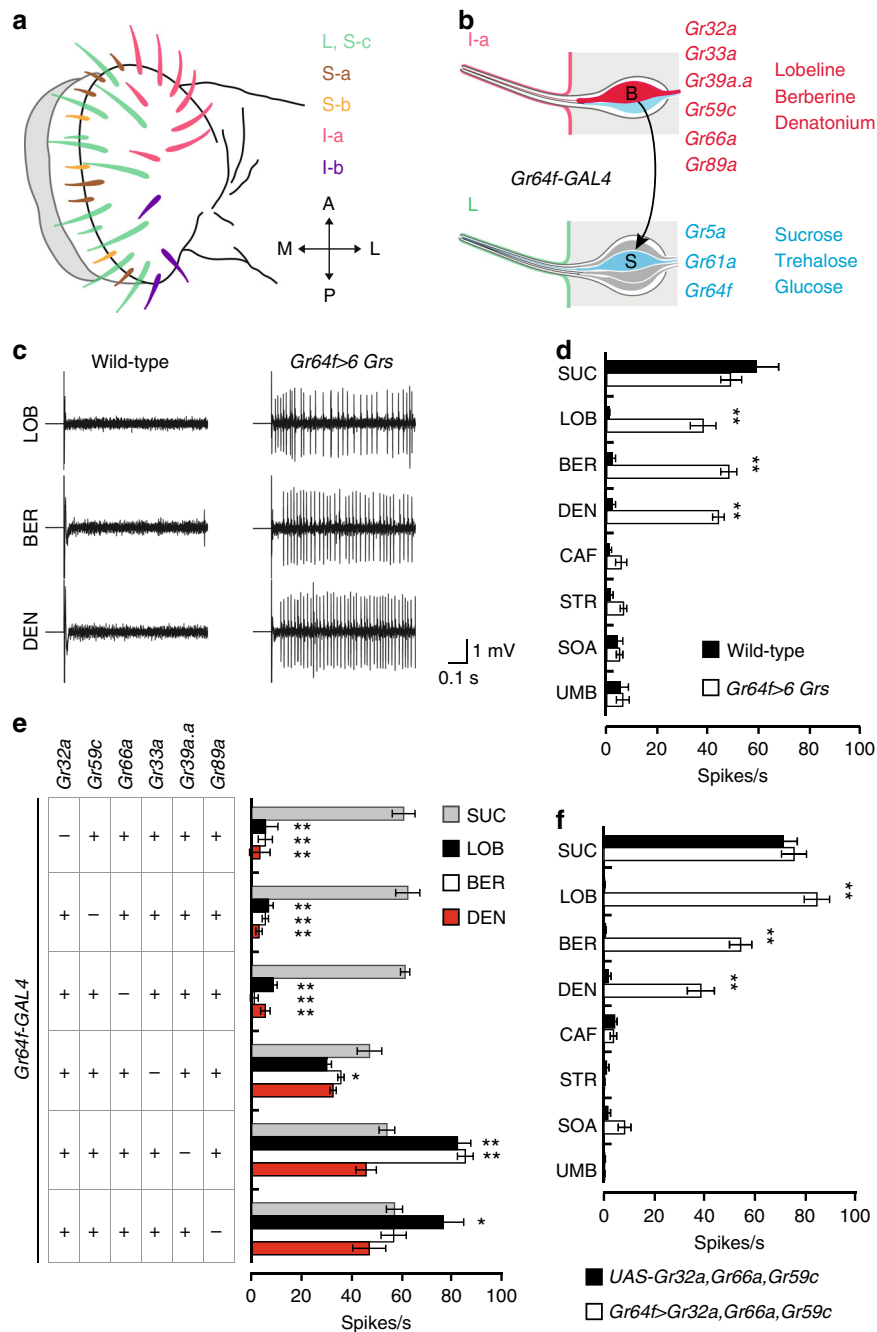 a
L, S-c
S-a
S-b
I-a
I-b
A
M
L
P
b
I-a
B
Gr32a
Gr33a
Gr39a.a
Gr59c
Gr66a
Gr89a
Lobeline
Berberine
Denatonium
Gr64f-GAL4
L
S
Gr5a
Gr61a
Gr64f
Sucrose
Trehalose
Glucose
c
Wild-type
Gr64f>6 Grs
LOB
BER
DEN
1 mV
0.1 s
d
SUC
LOB
**
BER
**
DEN
**
CAF
STR
SOA
UMB
Wild-type
Gr64f>6 Grs
0 20 40 60 80 100
Spikes/s
e
Gr32a
Gr59c
Gr66a
Gr33a
Gr39a.a
Gr89a
Gr64f-GAL4
− + + + + +
+ − + + + +
+ + − + + +
+ + + − + +
+ + + + − +
+ + + + + −
**
**
**
**
**
**
**
**
**
*
**
**
*
SUC
LOB
BER
DEN
0 20 40 60 80 100
Spikes/s
f
SUC
LOB
**
BER
**
DEN
**
CAF
STR
SOA
UMB
0 20 40 60 80 100
Spikes/s
UAS-Gr32a,Gr66a,Gr59c
Gr64f>Gr32a,Gr66a,Gr59c